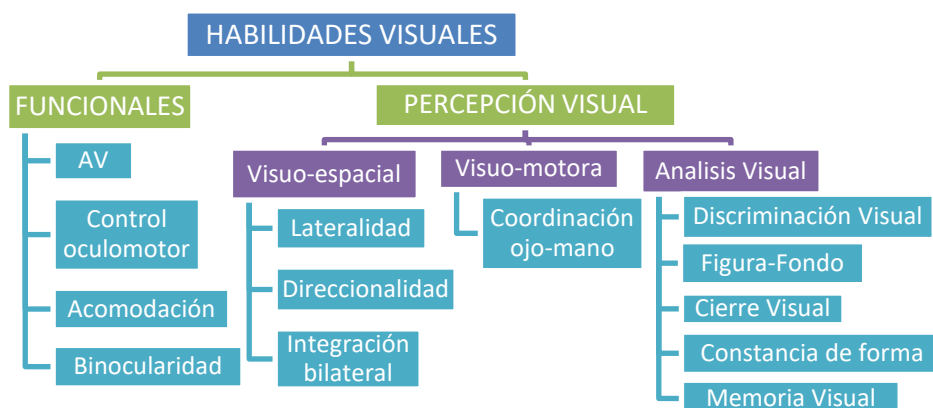 HABILIDADES VISUALES
FUNCIONALES
AV
Control
oculomotor
Acomodación
Binocularidad
PERCEPCIÓN VISUAL
Visuo-espacial
Lateralidad
Direccionalidad
Integración
bilateral
Visuo-motora
Coordinación
ojo-mano
Analisis Visual
Discriminación Visual
Figura-Fondo
Cierre Visual
Constancia de forma
Memoria Visual